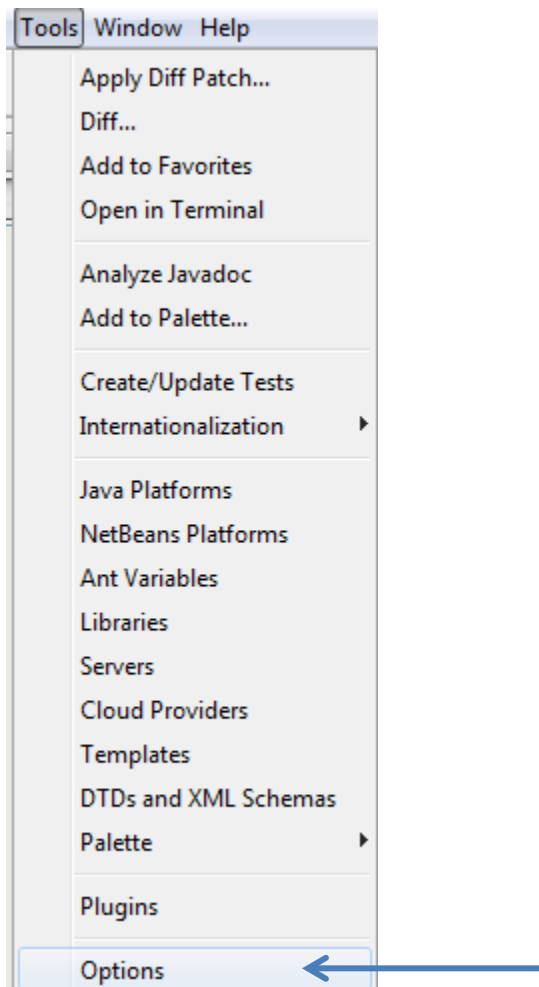 Tools Window Help
Apply Diff Patch...
Diff...
Add to Favorites
Open in Terminal
Analyze Javadoc
Add to Palette...
Create/Update Tests
Internationalization
Java Platforms
NetBeans Platforms
Ant Variables
Libraries
Servers
Cloud Providers
Templates
DTDs and XML Schemas
Palette
Plugins
Options